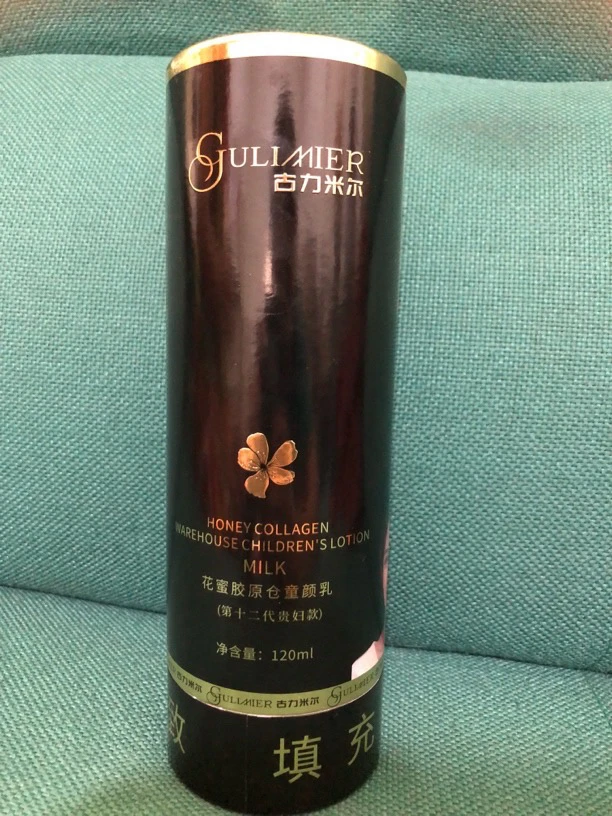 GULIMIER
古力米尔
HONEY COLLAGEN
WAREHOUSE CHILDREN'S LOTION
MILK
花蜜胶原仓童颜乳
(第十二代贵妇款)
净含量：120ml
古力米尔 GULIMIER 古力米尔 GULIMIER
填充